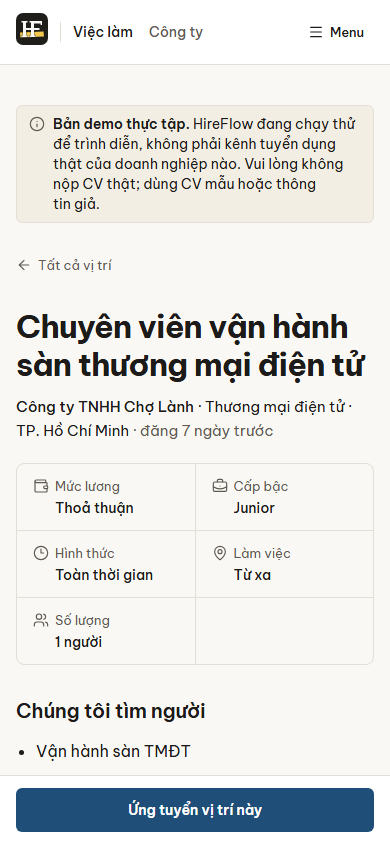 HF
Việc làm
Công ty
Menu
Bản demo thực tập. HireFlow đang chạy thử
để trình diễn, không phải kênh tuyển dụng
thật của doanh nghiệp nào. Vui lòng không
nộp CV thật; dùng CV mẫu hoặc thông
tin giả.
Tất cả vị trí
Chuyên viên vận hành
sàn thương mại điện tử
Công ty TNHH Chợ Lành · Thương mại điện tử ·
TP. Hồ Chí Minh · đăng 7 ngày trước
Mức lương
Thoả thuận
Cấp bậc
Junior
Hình thức
Toàn thời gian
Làm việc
Từ xa
Số lượng
1 người
Chúng tôi tìm người
• Vận hành sàn TMĐT
Ứng tuyển vị trí này